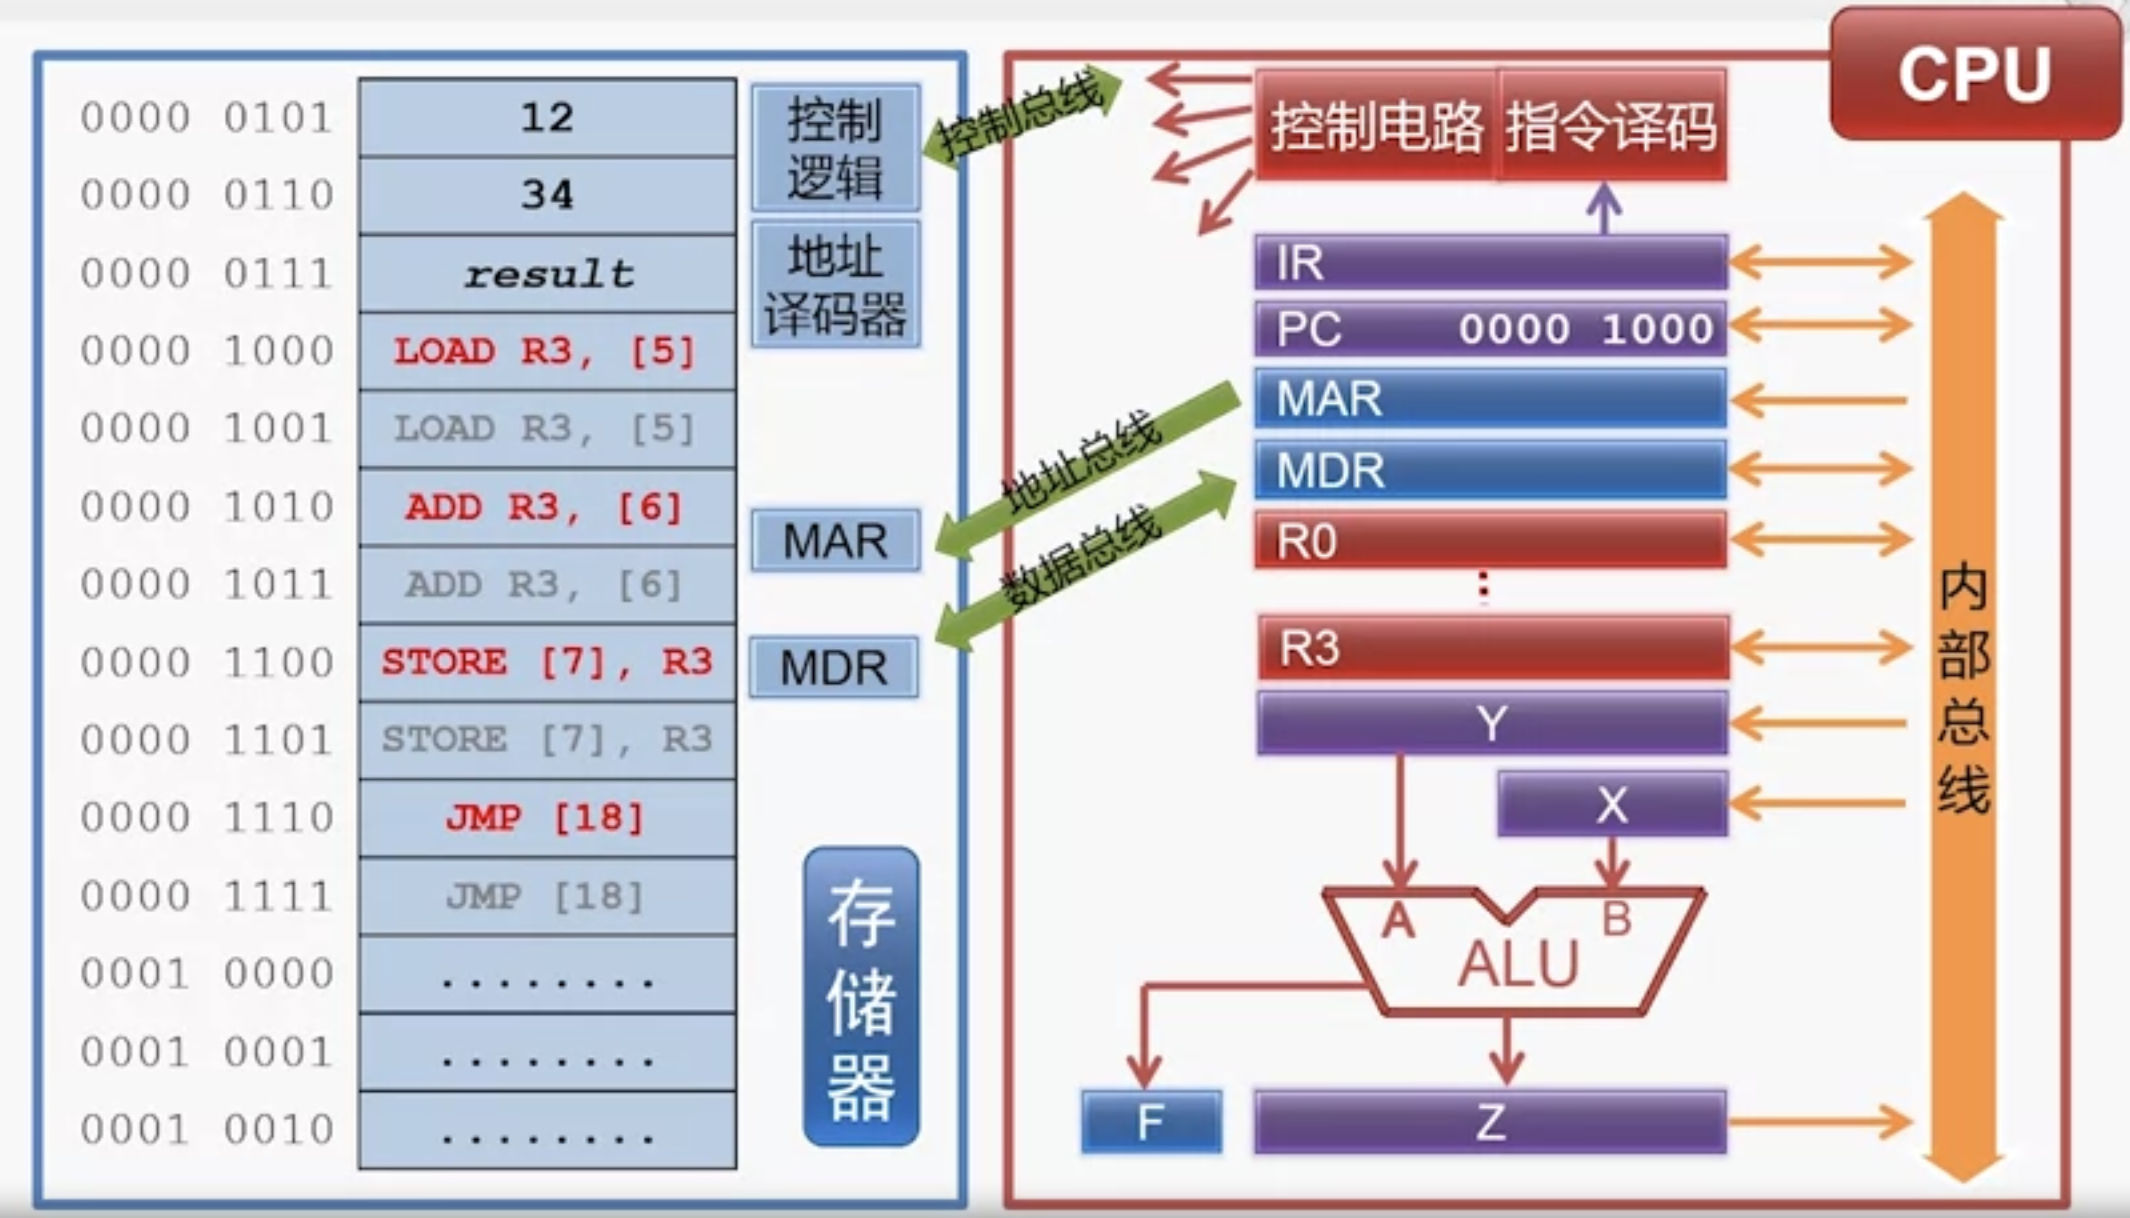 CPU
0000 0101 12
0000 0110 34
0000 0111 result
0000 1000 LOAD R3, [5]
0000 1001 LOAD R3, [5]
0000 1010 ADD R3, [6]
0000 1011 ADD R3, [6]
0000 1100 STORE [7], R3
0000 1101 STORE [7], R3
0000 1110 JMP [18]
0000 1111 JMP [18]
0001 0000 ........
0001 0001 ........
0001 0010 ........
控制
逻辑
地址
译码器
MAR
MDR
存储器
控制总线
地址总线
数据总线
控制电路 指令译码
IR
PC 0000 1000
MAR
MDR
R0
⋮
R3
Y
X
A B
ALU
F
Z
内部总线